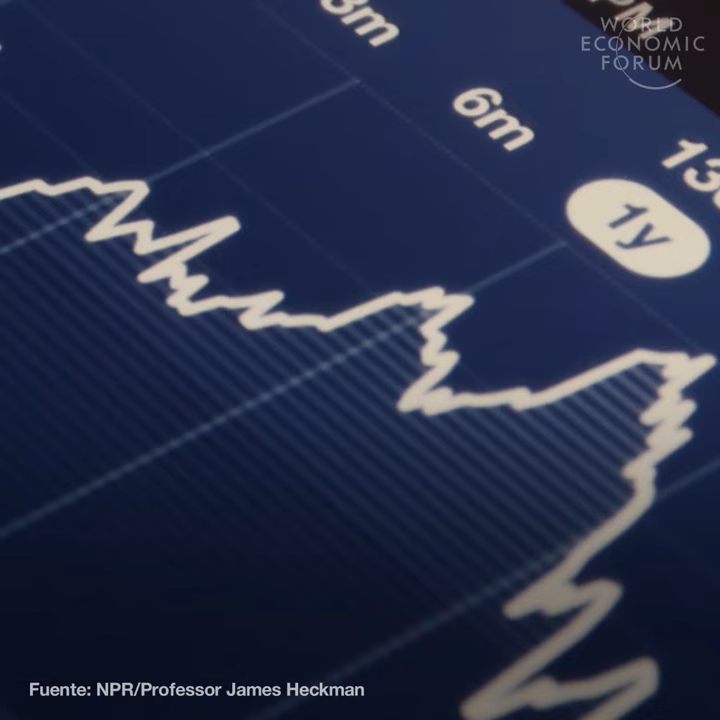 3m
WORLD
ECONOMIC
FORUM
6m
1y
Fuente: NPR/Professor James Heckman